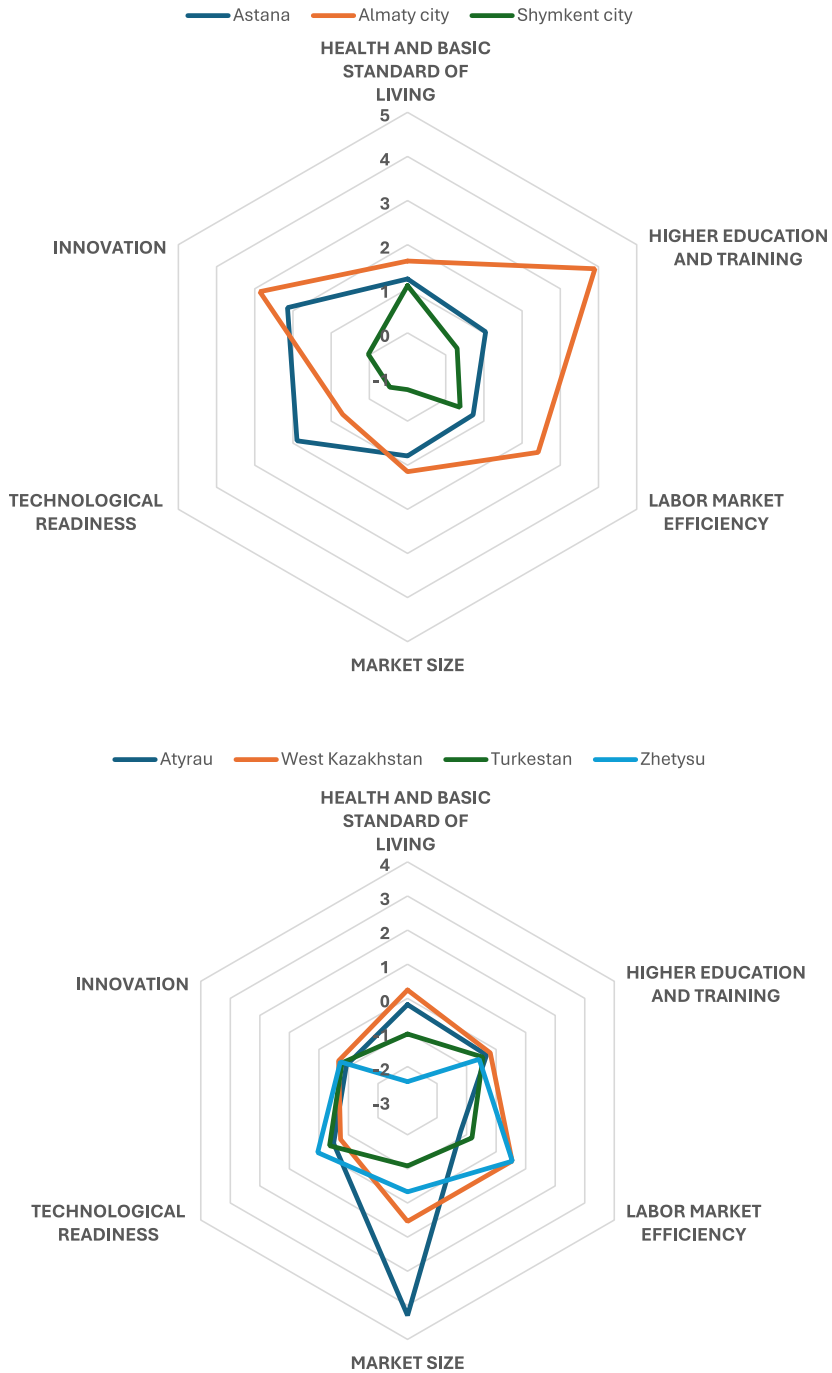 Astana Almaty city Shymkent city
HEALTH AND BASIC
STANDARD OF
LIVING
5
4
3
2
1
0
-1
INNOVATION
HIGHER EDUCATION
AND TRAINING
TECHNOLOGICAL
READINESS
LABOR MARKET
EFFICIENCY
MARKET SIZE
Atyrau West Kazakhstan Turkestan Zhetysu
HEALTH AND BASIC
STANDARD OF
LIVING
4
3
2
1
0
-1
-2
-3
INNOVATION
HIGHER EDUCATION
AND TRAINING
TECHNOLOGICAL
READINESS
LABOR MARKET
EFFICIENCY
MARKET SIZE